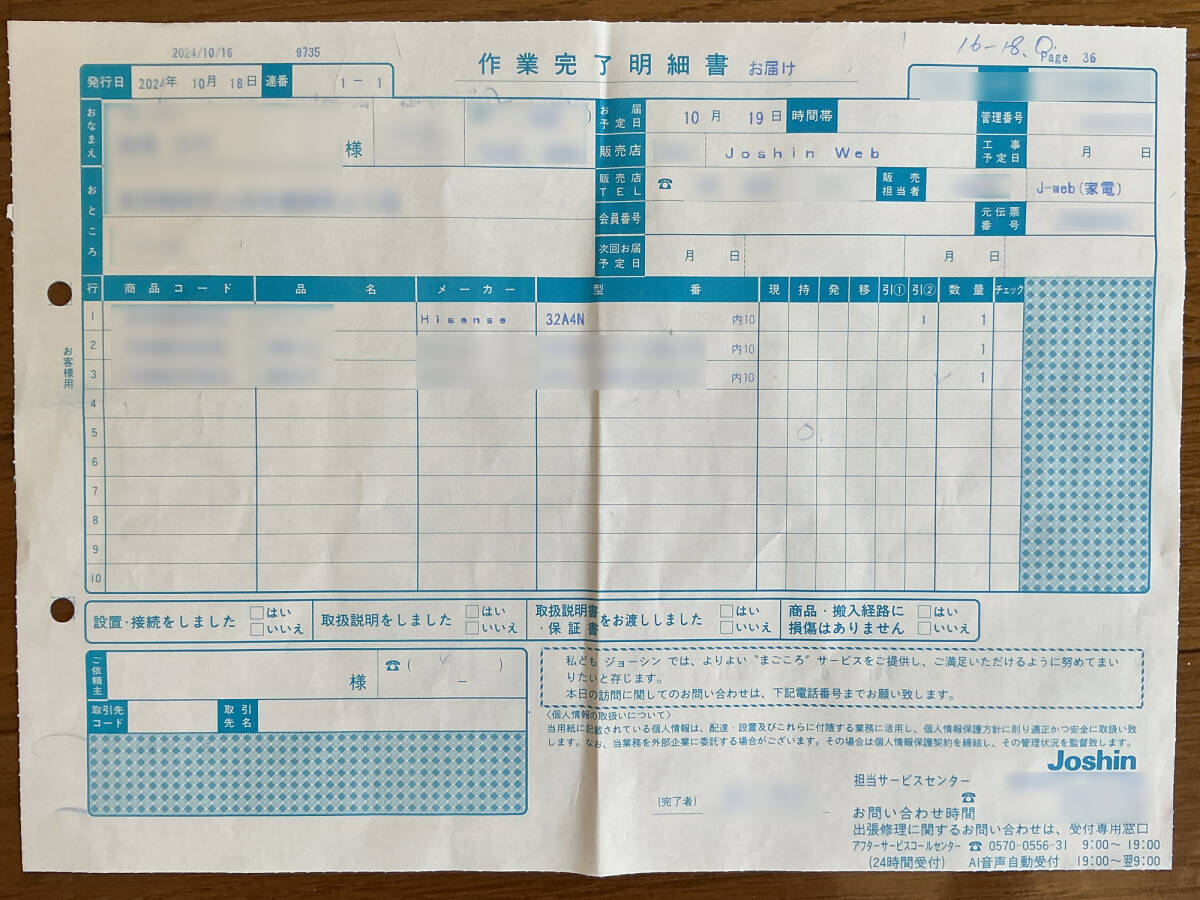 2024/10/16 9735
作業完了明細書 お届け
16-18.
Page 36
発行日 2024年 10月 18日 連番 1-1
おなまえ 様
お届予定日 10月 19日 時間帯 管理番号
販売店 Joshin Web 工事予定日 月 日
おところ
販売店TEL ☎ 販売担当者 J-web(家電)
会員番号 元伝票番号
次回お届予定日 月 日 月 日
行 商品コード 品名 メーカー 型番 現 持 発 移 引① 引② 数量 チェック
1 Hisense 32A4N 内10 1 1
2 内10 1
3 内10 1
4
5
6
7
8
9
10
お客様用
設置・接続をしました □はい □いいえ
取扱説明をしました □はい □いいえ
取扱説明書・保証書をお渡ししました □はい □いいえ
商品・搬入経路に損傷はありません □はい □いいえ
ご依頼主 様 ☎( ) −
取引先コード 取引先名
私ども ジョーシン では、よりよい“まごころ”サービスをご提供し、ご満足いただけるように努めてまい
りたいと存じます。
本日の訪問に関してのお問い合わせは、下記電話番号までお願い致します。
〈個人情報の取扱いについて〉
当用紙に記載されている個人情報は、配達・設置及びこれらに付随する業務に活用し、個人情報保護方針に則り適正かつ安全に取扱い致
します。なお、当業務を外部企業に委託する場合がございます。その場合は個人情報保護契約を締結し、その管理状況を監督致します。
Joshin
担当サービスセンター
☎
(完了者)
お問い合わせ時間
出張修理に関するお問い合わせは、受付専用窓口
アフターサービスコールセンター ☎ 0570-0556-31 9:00〜19:00
(24時間受付) AI音声自動受付 19:00〜翌9:00